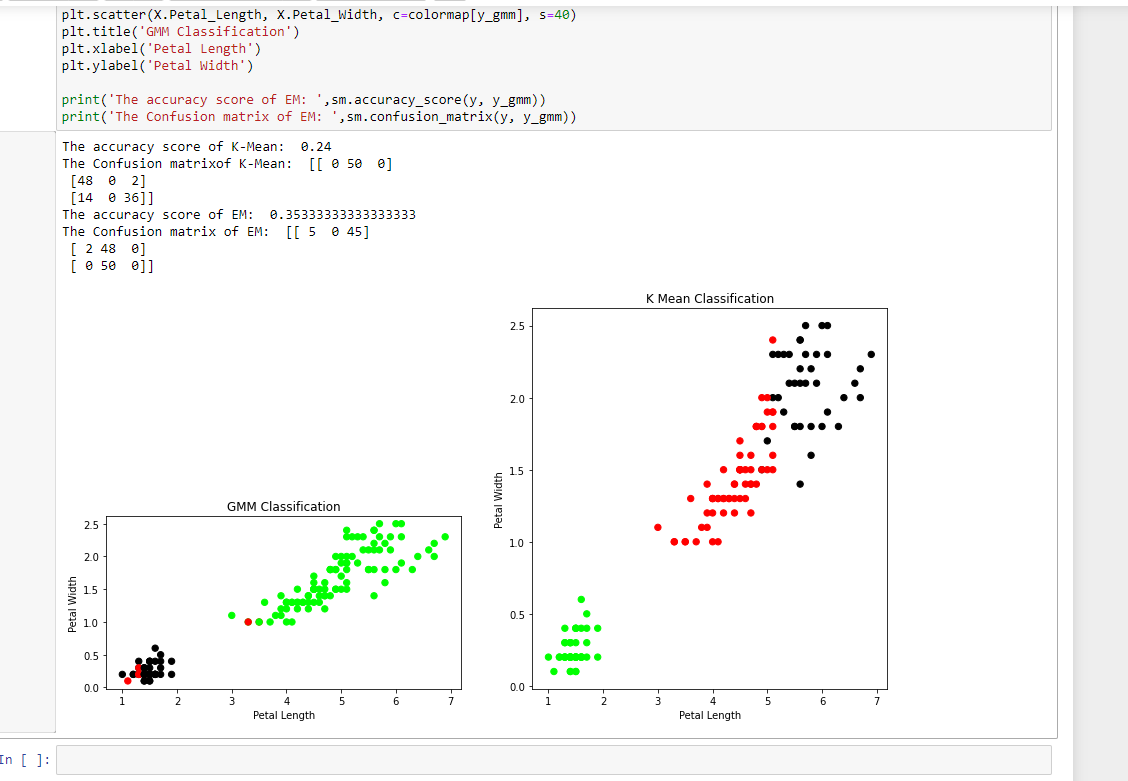 plt.scatter(X.Petal_Length, X.Petal_Width, c=colormap[y_gmm], s=40)
plt.title('GMM Classification')
plt.xlabel('Petal Length')
plt.ylabel('Petal Width')
print('The accuracy score of EM: ',sm.accuracy_score(y, y_gmm))
print('The Confusion matrix of EM: ',sm.confusion_matrix(y, y_gmm))
The accuracy score of K-Mean:  0.24
The Confusion matrixof K-Mean:  [[ 0 50  0]
 [48  0  2]
 [14  0 36]]
The accuracy score of EM:  0.35333333333333333
The Confusion matrix of EM:  [[ 5  0 45]
 [ 2 48  0]
 [ 0 50  0]]
K Mean Classification
2.5
2.0
1.5
1.0
0.5
0.0
Petal Width
1 2 3 4 5 6 7
Petal Length
GMM Classification
2.5
2.0
1.5
1.0
0.5
0.0
Petal Width
1 2 3 4 5 6 7
Petal Length
In [ ]: